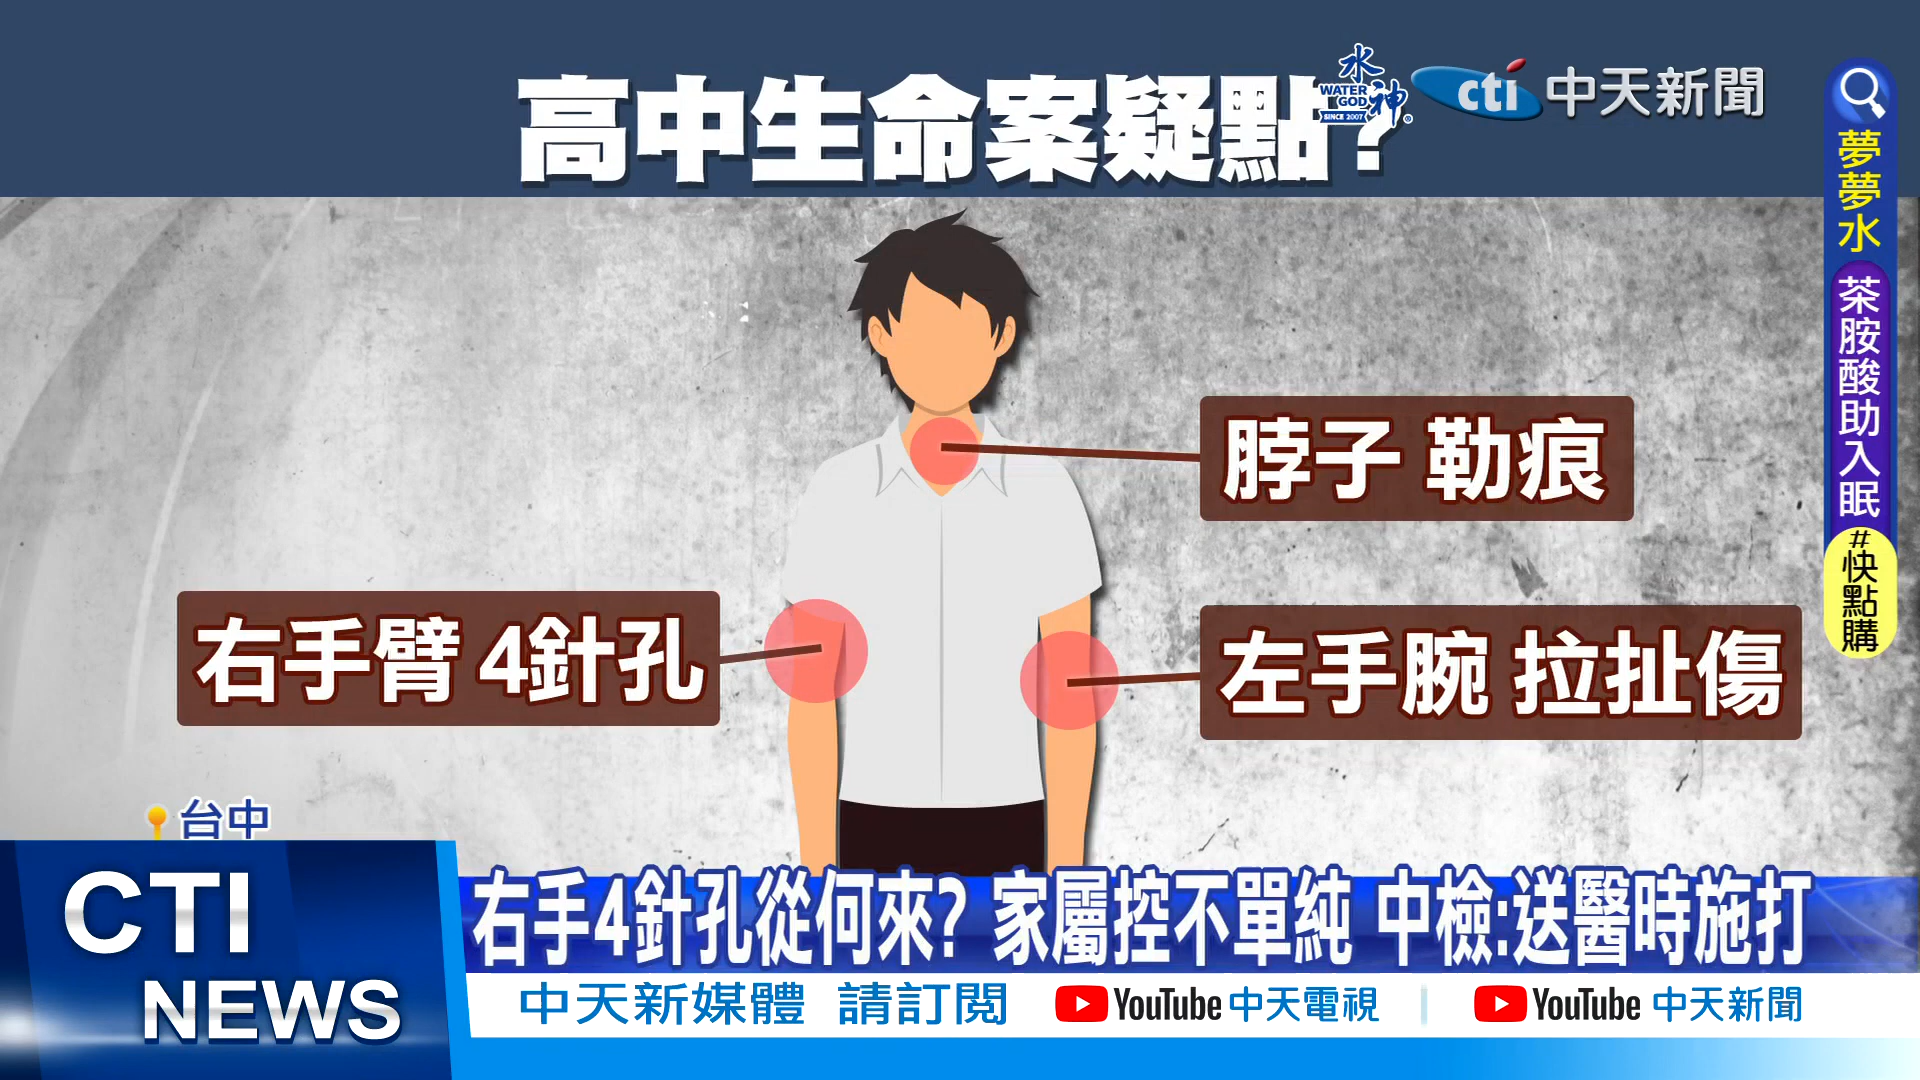 高中生命案疑點?
水神
WATER GOD
SINCE 2007
cti 中天新聞
夢夢水
茶胺酸助入眠
#快點購
脖子 勒痕
右手臂 4針孔
左手腕 拉扯傷
台中
CTI NEWS
右手4針孔從何來? 家屬控不單純 中檢:送醫時施打
中天新媒體 請訂閱 YouTube 中天電視 | YouTube 中天新聞